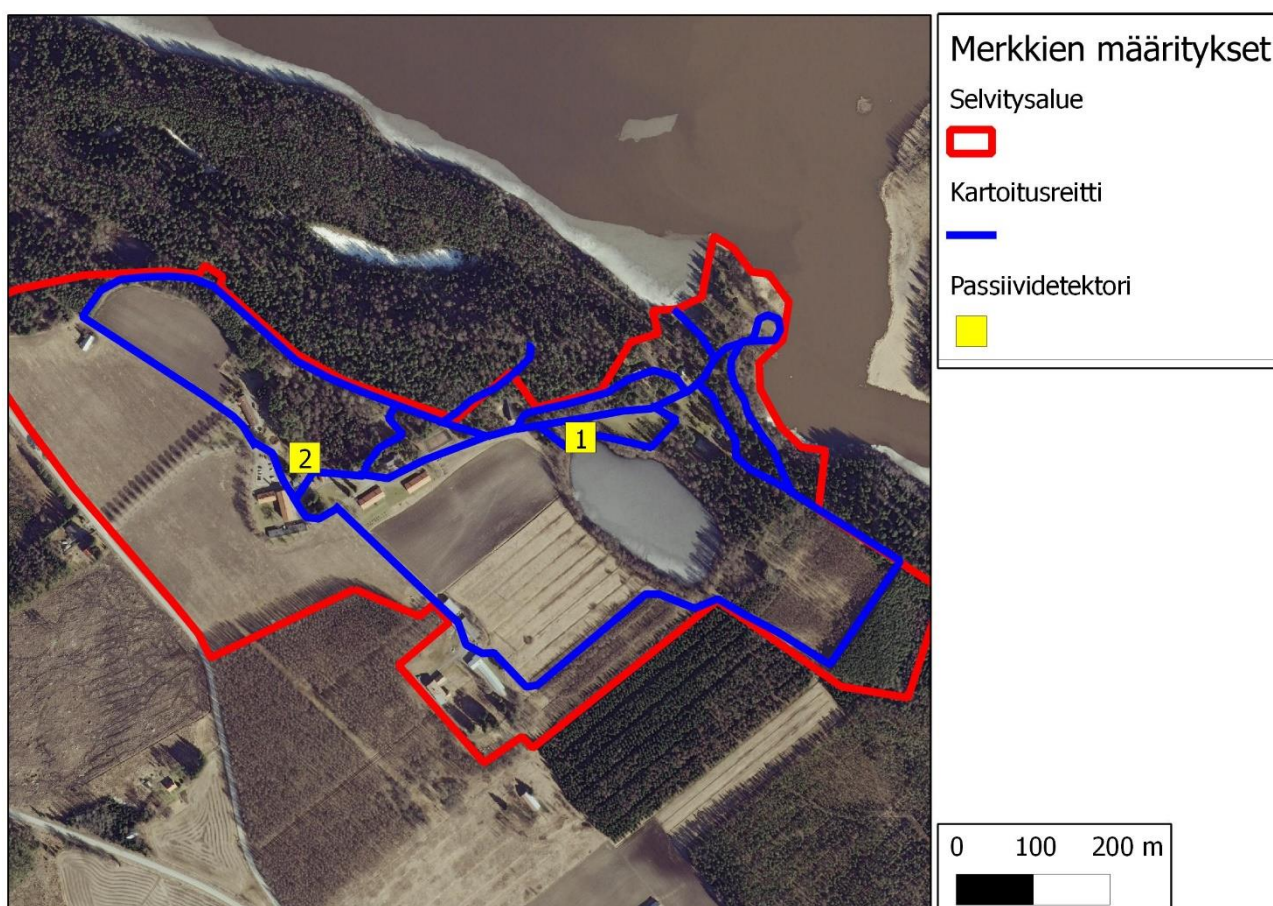 Merkkien määritykset
Selvitysalue
Kartoitusreitti
Passiividetektori
1
2
0 100 200 m